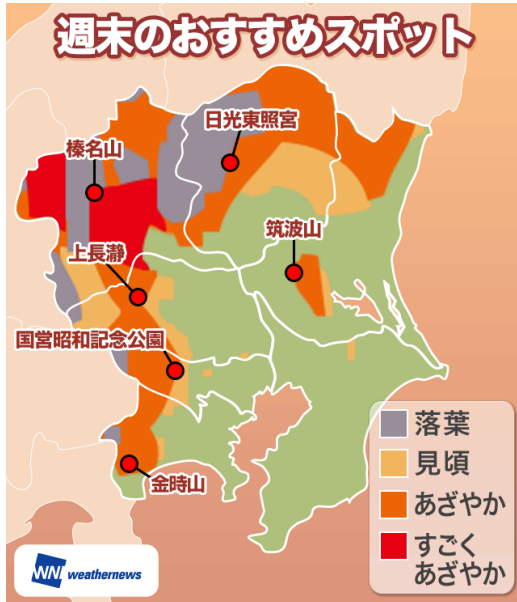 週末のおすすめスポット
日光東照宮
榛名山
筑波山
上長瀞
国営昭和記念公園
金時山
落葉
見頃
あざやか
すごく
あざやか
WNI weathernews